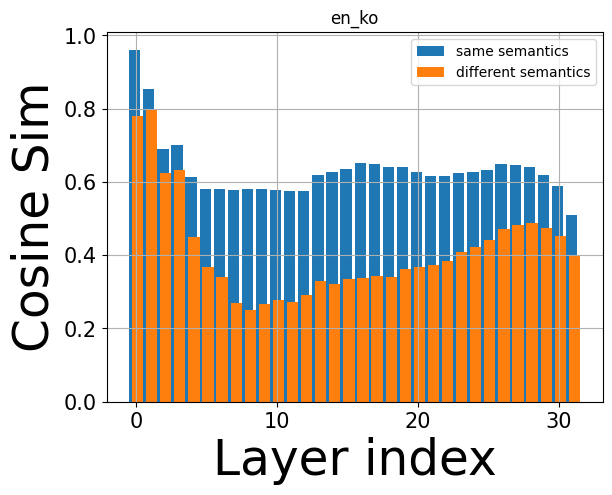 en_ko
same semantics
different semantics
Cosine Sim
1.0
0.8
0.6
0.4
0.2
0.0
0 10 20 30
Layer index